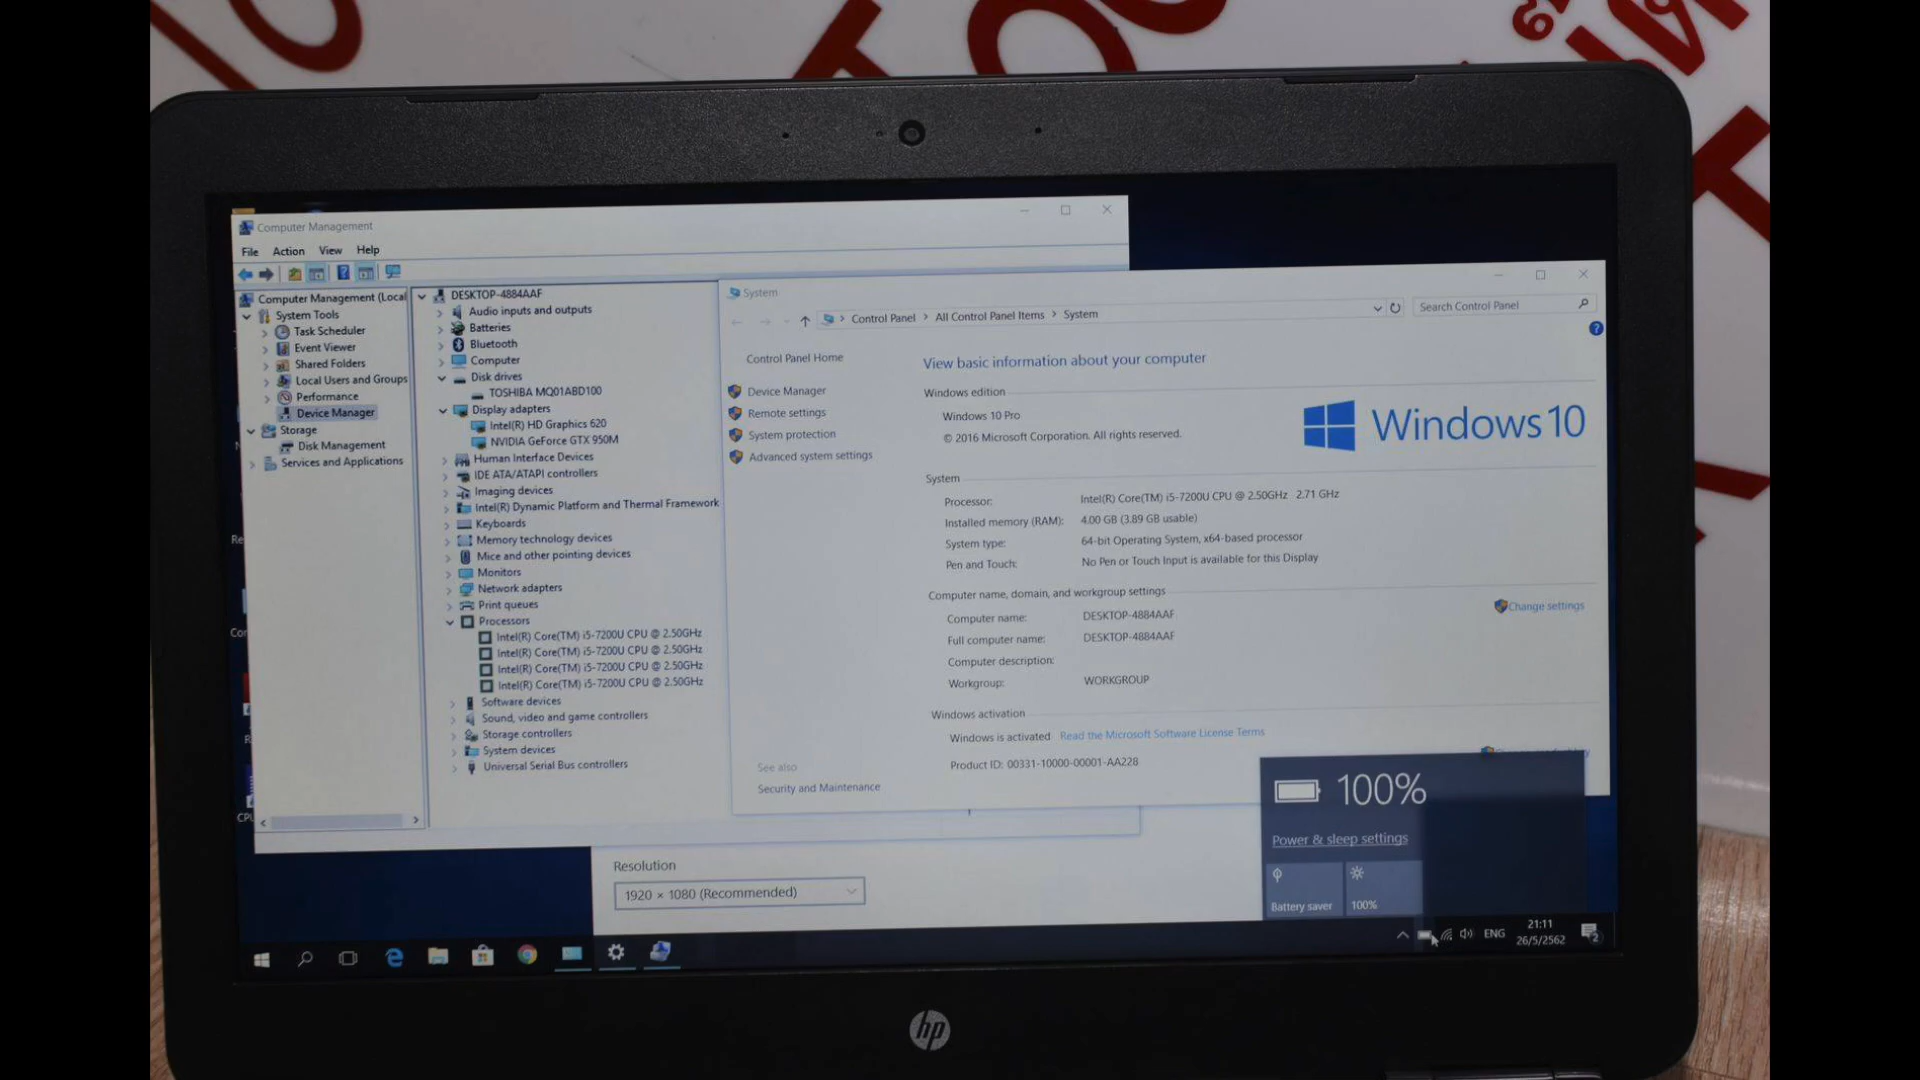 Computer Management
File Action View Help
Computer Management (Local
System Tools
Task Scheduler
Event Viewer
Shared Folders
Local Users and Groups
Performance
Device Manager
Storage
Disk Management
Services and Applications
DESKTOP-4884AAF
Audio inputs and outputs
Batteries
Bluetooth
Computer
Disk drives
TOSHIBA MQ01ABD100
Display adapters
Intel(R) HD Graphics 620
NVIDIA GeForce GTX 950M
Human Interface Devices
IDE ATA/ATAPI controllers
Imaging devices
Intel(R) Dynamic Platform and Thermal Framework
Keyboards
Memory technology devices
Mice and other pointing devices
Monitors
Network adapters
Print queues
Processors
Intel(R) Core(TM) i5-7200U CPU @ 2.50GHz
Intel(R) Core(TM) i5-7200U CPU @ 2.50GHz
Intel(R) Core(TM) i5-7200U CPU @ 2.50GHz
Intel(R) Core(TM) i5-7200U CPU @ 2.50GHz
Software devices
Sound, video and game controllers
Storage controllers
System devices
Universal Serial Bus controllers
System
Control Panel > All Control Panel Items > System
Search Control Panel
Control Panel Home
Device Manager
Remote settings
System protection
Advanced system settings
See also
Security and Maintenance
View basic information about your computer
Windows edition
Windows 10 Pro
© 2016 Microsoft Corporation. All rights reserved.
Windows 10
System
Processor: Intel(R) Core(TM) i5-7200U CPU @ 2.50GHz 2.71 GHz
Installed memory (RAM): 4.00 GB (3.89 GB usable)
System type: 64-bit Operating System, x64-based processor
Pen and Touch: No Pen or Touch Input is available for this Display
Computer name, domain, and workgroup settings
Computer name: DESKTOP-4884AAF
Change settings
Full computer name: DESKTOP-4884AAF
Computer description:
Workgroup: WORKGROUP
Windows activation
Windows is activated Read the Microsoft Software License Terms
Product ID: 00331-10000-00001-AA228
100%
Power & sleep settings
Battery saver
100%
Resolution
1920 × 1080 (Recommended)
ENG
21:11
26/5/2562
2
hp